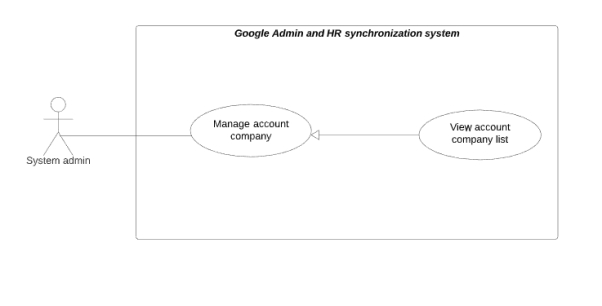 Google Admin and HR synchronization system
Manage account
company
View account
company list
System admin